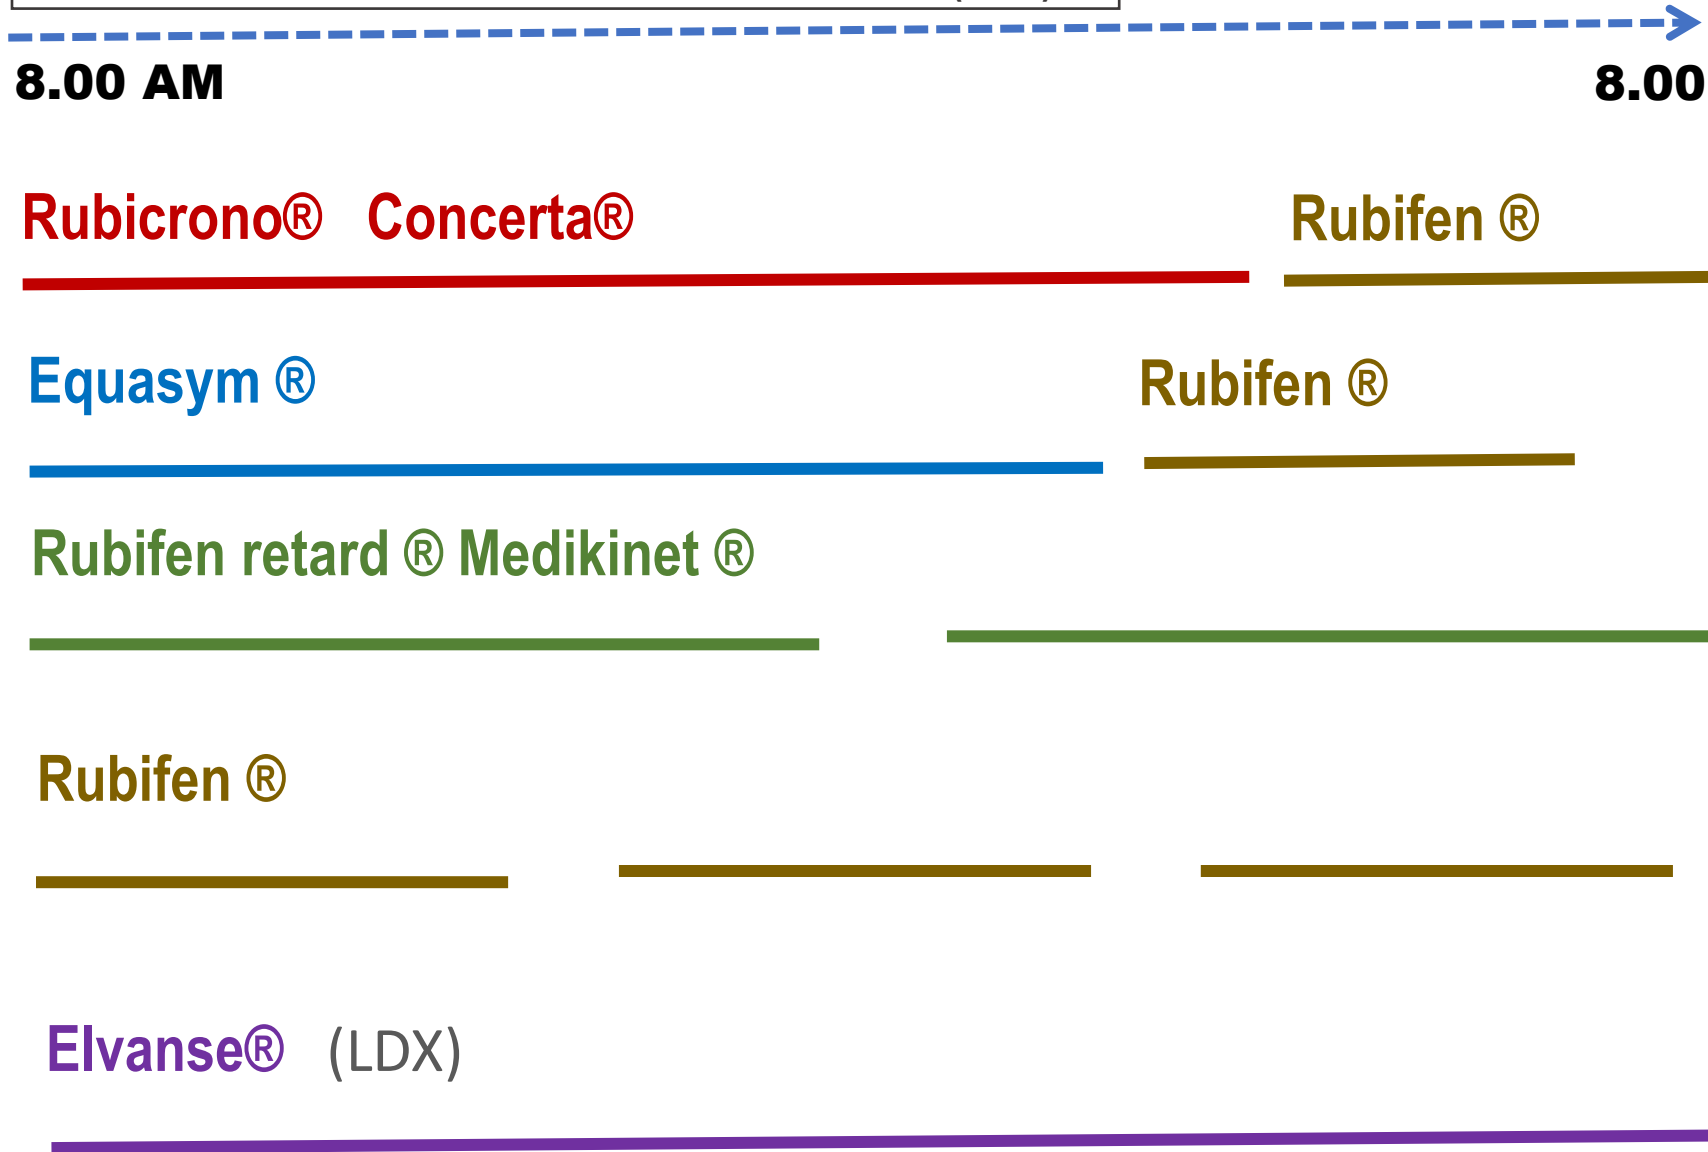 8.00 AM 8.00
Rubicrono® Concerta® Rubifen ®
Equasym ® Rubifen ®
Rubifen retard ® Medikinet ®
Rubifen ®
Elvanse® (LDX)